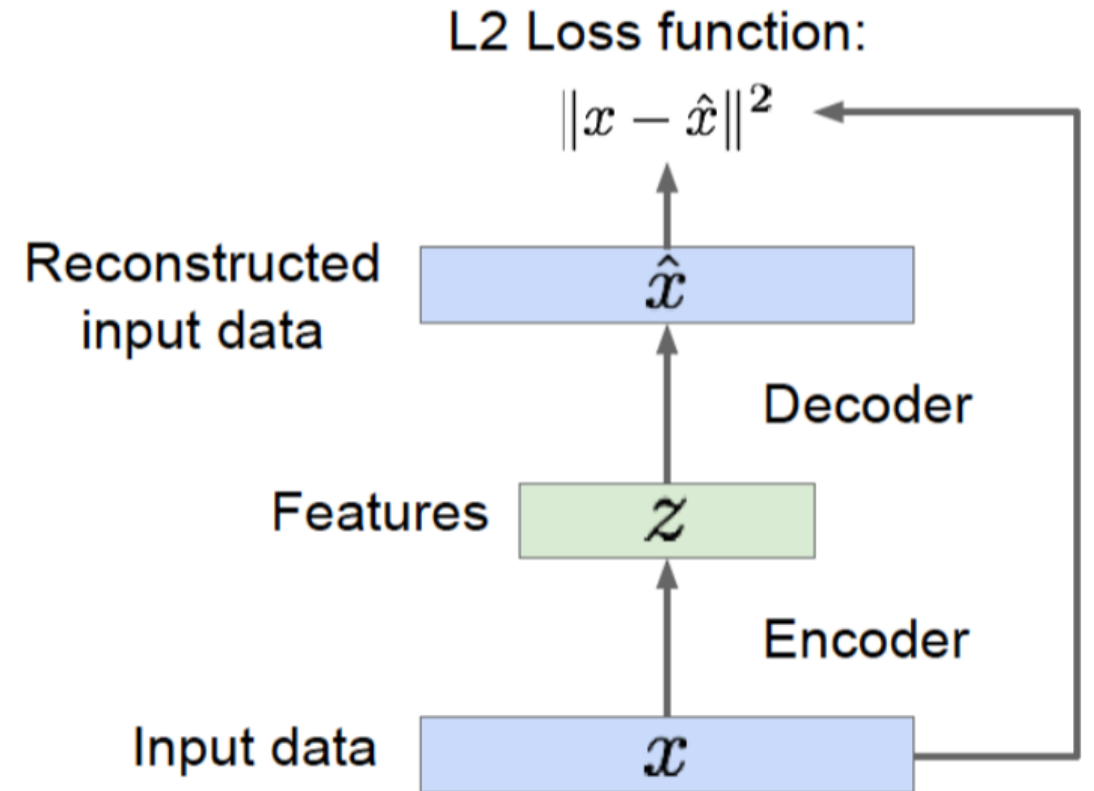 L2 Loss function:
‖x − x̂‖²
Reconstructed
input data
x̂
Decoder
Features
z
Encoder
Input data
x